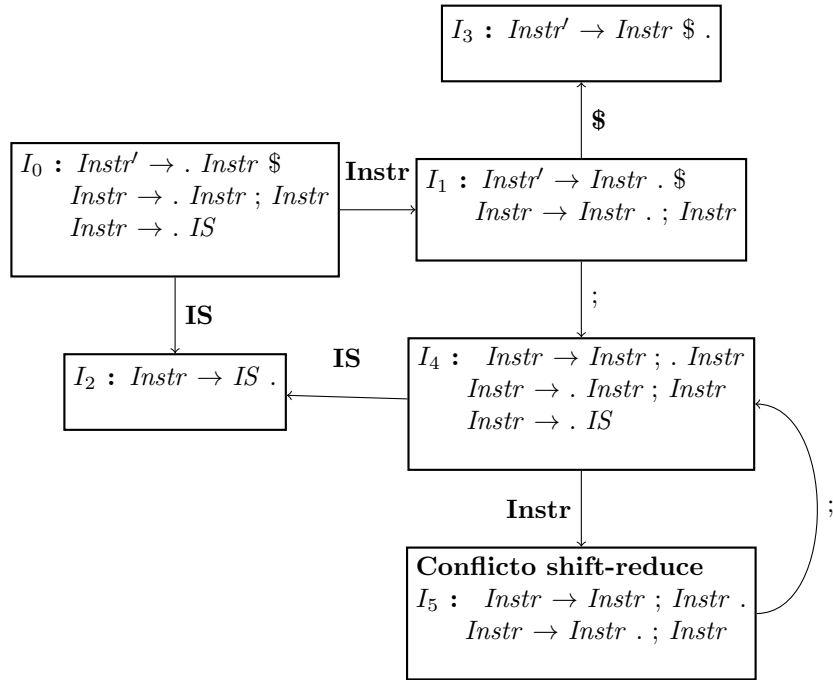 I3 : Instr′ → Instr $ .
$
I0 : Instr′ → . Instr $
Instr → . Instr ; Instr
Instr → . IS
Instr
I1 : Instr′ → Instr . $
Instr → Instr . ; Instr
IS
;
I2 : Instr → IS .
IS
I4 : Instr → Instr ; . Instr
Instr → . Instr ; Instr
Instr → . IS
Instr
;
Conflicto shift-reduce
I5 : Instr → Instr ; Instr .
Instr → Instr . ; Instr